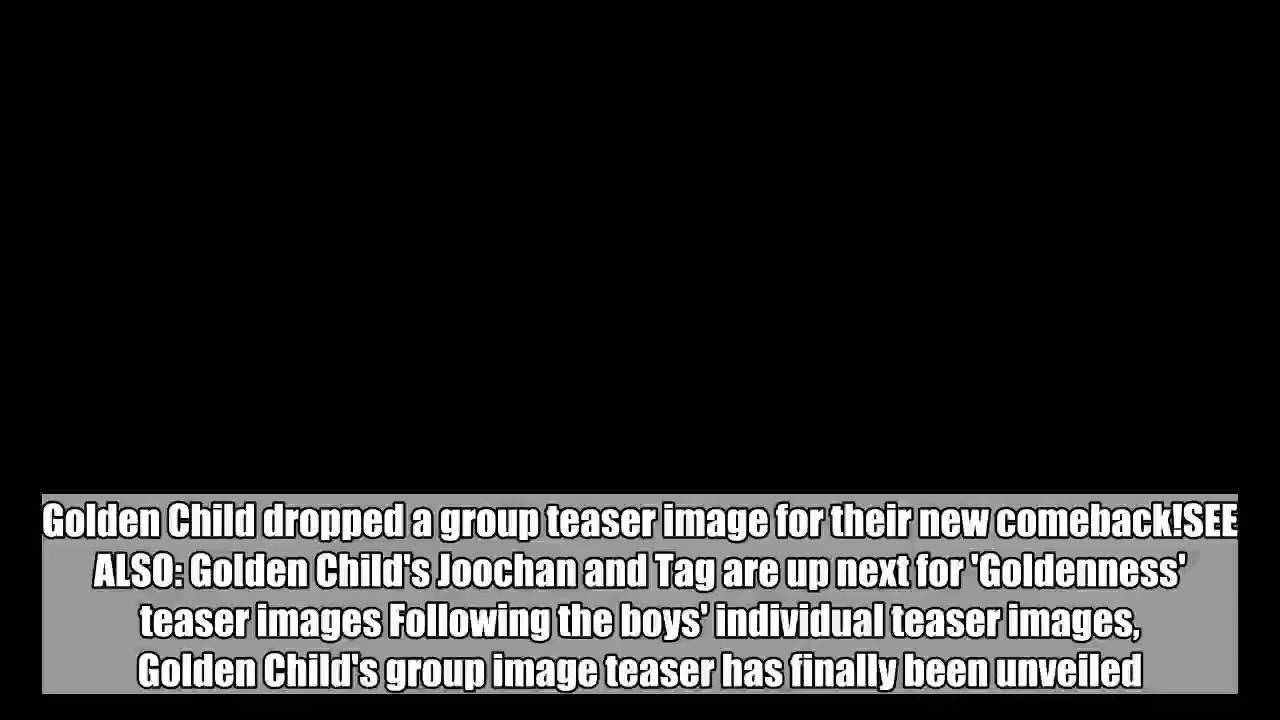 Golden Child dropped a group teaser image for their new comeback!SEE
ALSO: Golden Child's Joochan and Tag are up next for 'Goldenness'
teaser images Following the boys' individual teaser images,
Golden Child's group image teaser has finally been unveiled